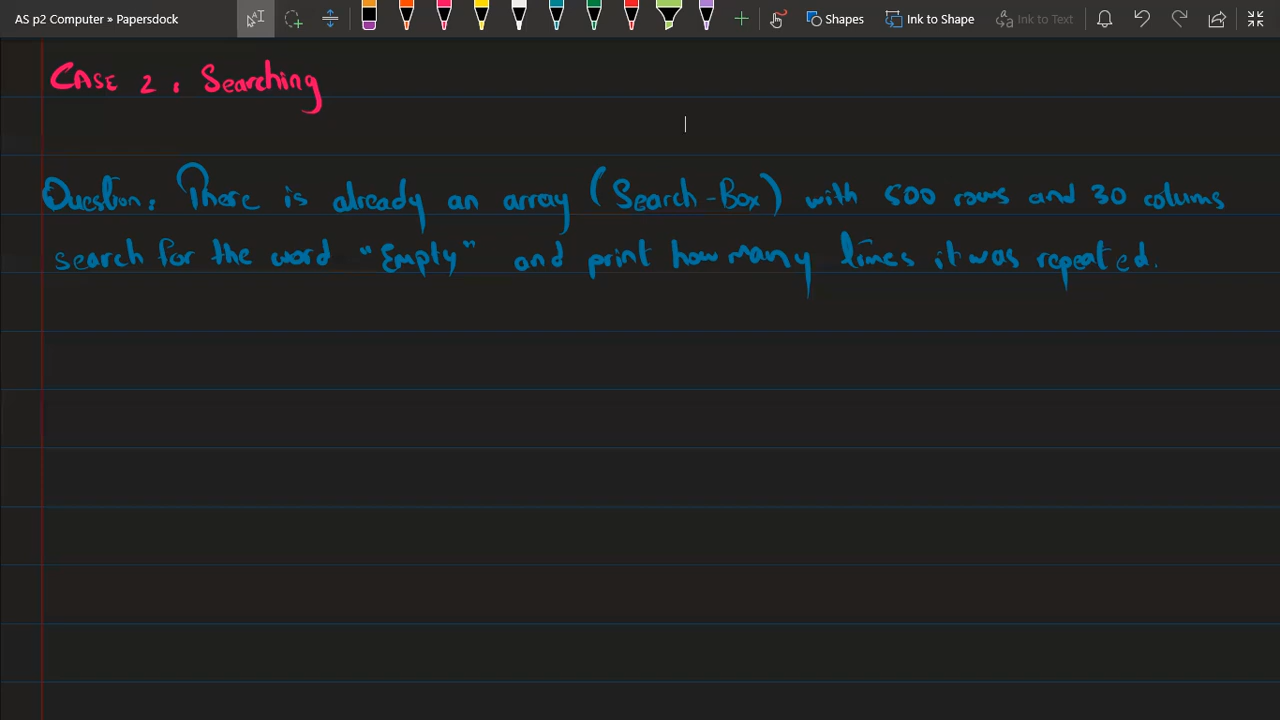 AS p2 Computer » Papersdock
Shapes
Ink to Shape
Ink to Text
CASE 2 : Searching
Question: There is already an array (Search-Box) with 500 rows and 30 colums
search for the word "Empty" and print how many limes it was repeated.